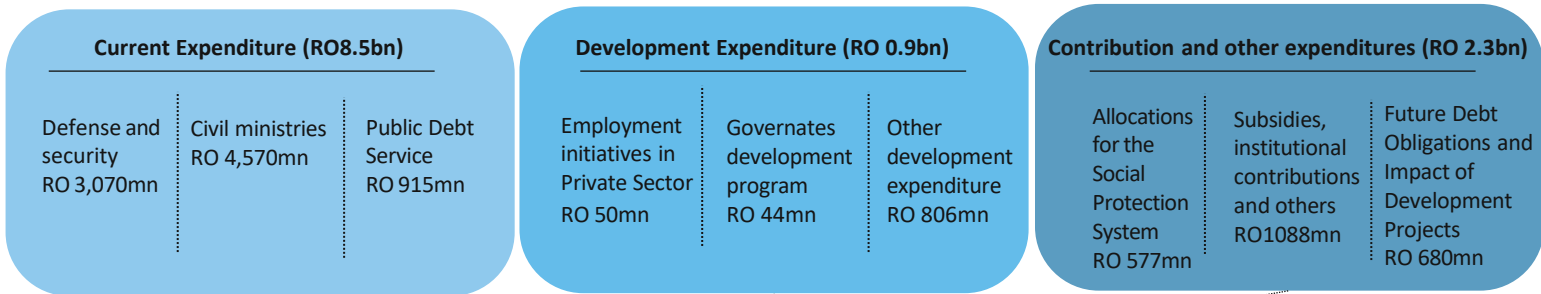 Current Expenditure (RO8.5bn)
Defense and
security
RO 3,070mn
Civil ministries
RO 4,570mn
Public Debt
Service
RO 915mn
Development Expenditure (RO 0.9bn)
Employment
initiatives in
Private Sector
RO 50mn
Governates
development
program
RO 44mn
Other
development
expenditure
RO 806mn
Contribution and other expenditures (RO 2.3bn)
Allocations
for the
Social
Protection
System
RO 577mn
Subsidies,
institutional
contributions
and others
RO1088mn
Future Debt
Obligations and
Impact of
Development
Projects
RO 680mn